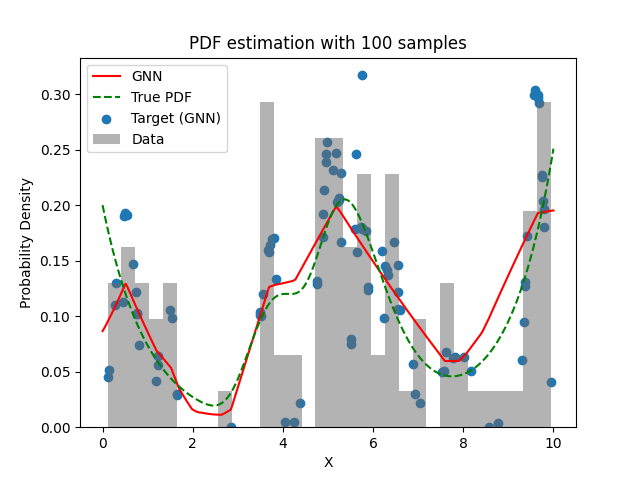 PDF estimation with 100 samples
GNN
True PDF
Target (GNN)
Data
Probability Density
0.30
0.25
0.20
0.15
0.10
0.05
0.00
0
2
4
6
8
10
X